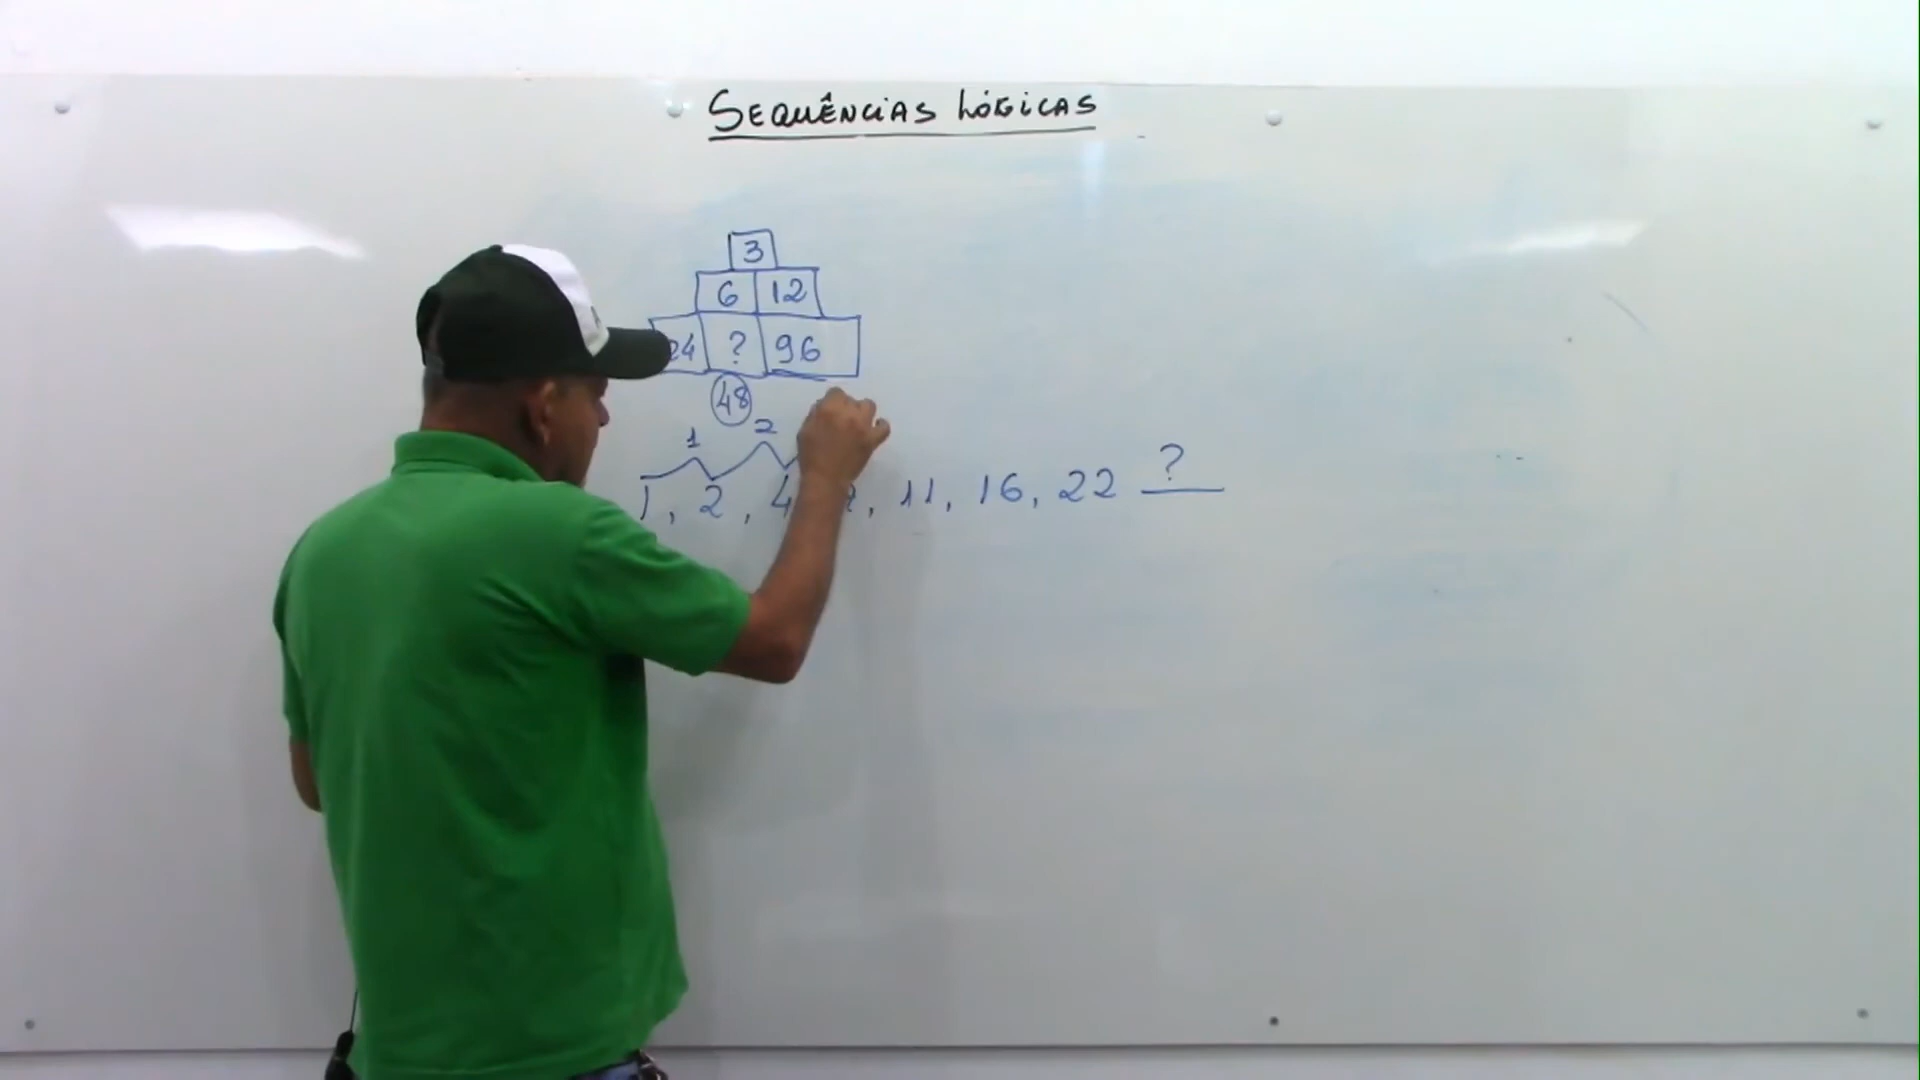 SEQUÊNCIAS LÓGICAS
3
6 12
24 ? 96
48
1 2
1, 2, 4 , 11, 16, 22 ?